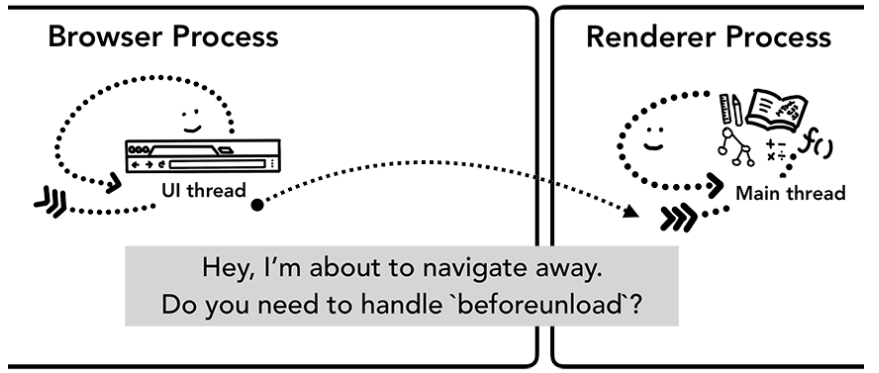 Browser Process
Renderer Process
UI thread
Main thread
f()
Hey, I'm about to navigate away.
Do you need to handle `beforeunload`?